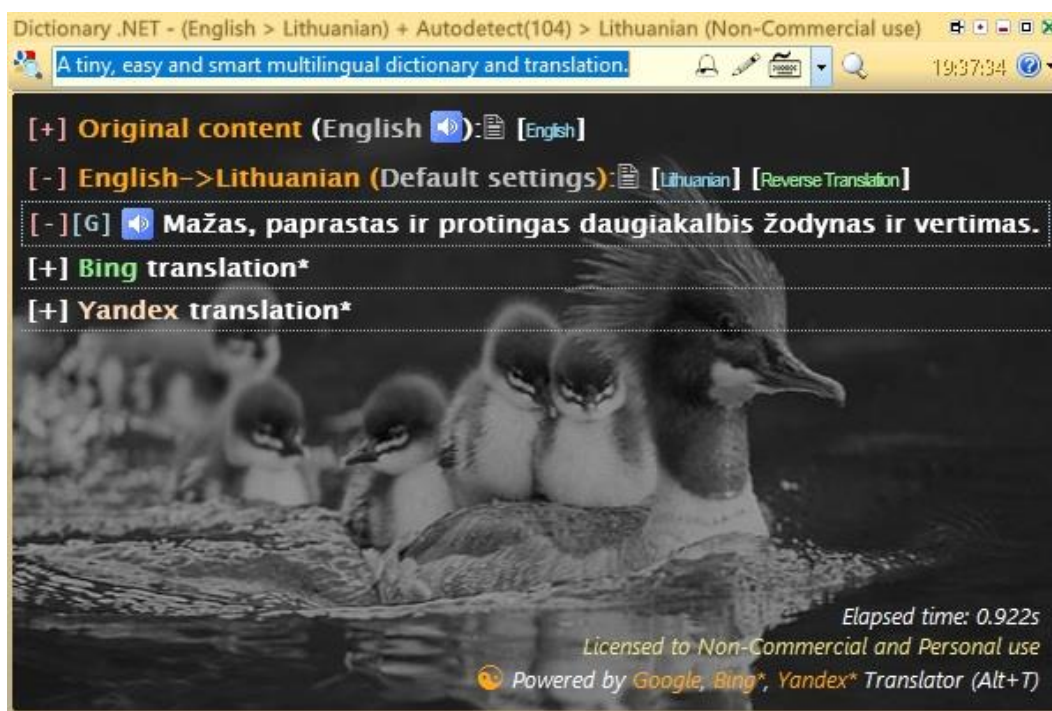 Dictionary .NET - (English > Lithuanian) + Autodetect(104) > Lithuanian (Non-Commercial use)
A tiny, easy and smart multilingual dictionary and translation.
19:37:34
[+] Original content (English ): [English]
[-] English->Lithuanian (Default settings): [Lithuanian] [Reverse Translation]
[-][G] Mažas, paprastas ir protingas daugiakalbis žodynas ir vertimas.
[+] Bing translation*
[+] Yandex translation*
Elapsed time: 0.922s
Licensed to Non-Commercial and Personal use
Powered by Google, Bing*, Yandex* Translator (Alt+T)